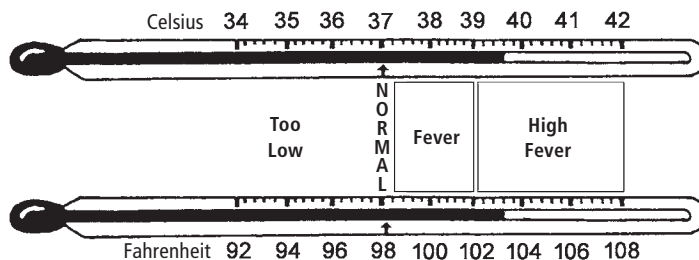 Celsius 34 35 36 37 38 39 40 41 42
NORMAL
Too
Low
Fever
High
Fever
Fahrenheit 92 94 96 98 100 102 104 106 108